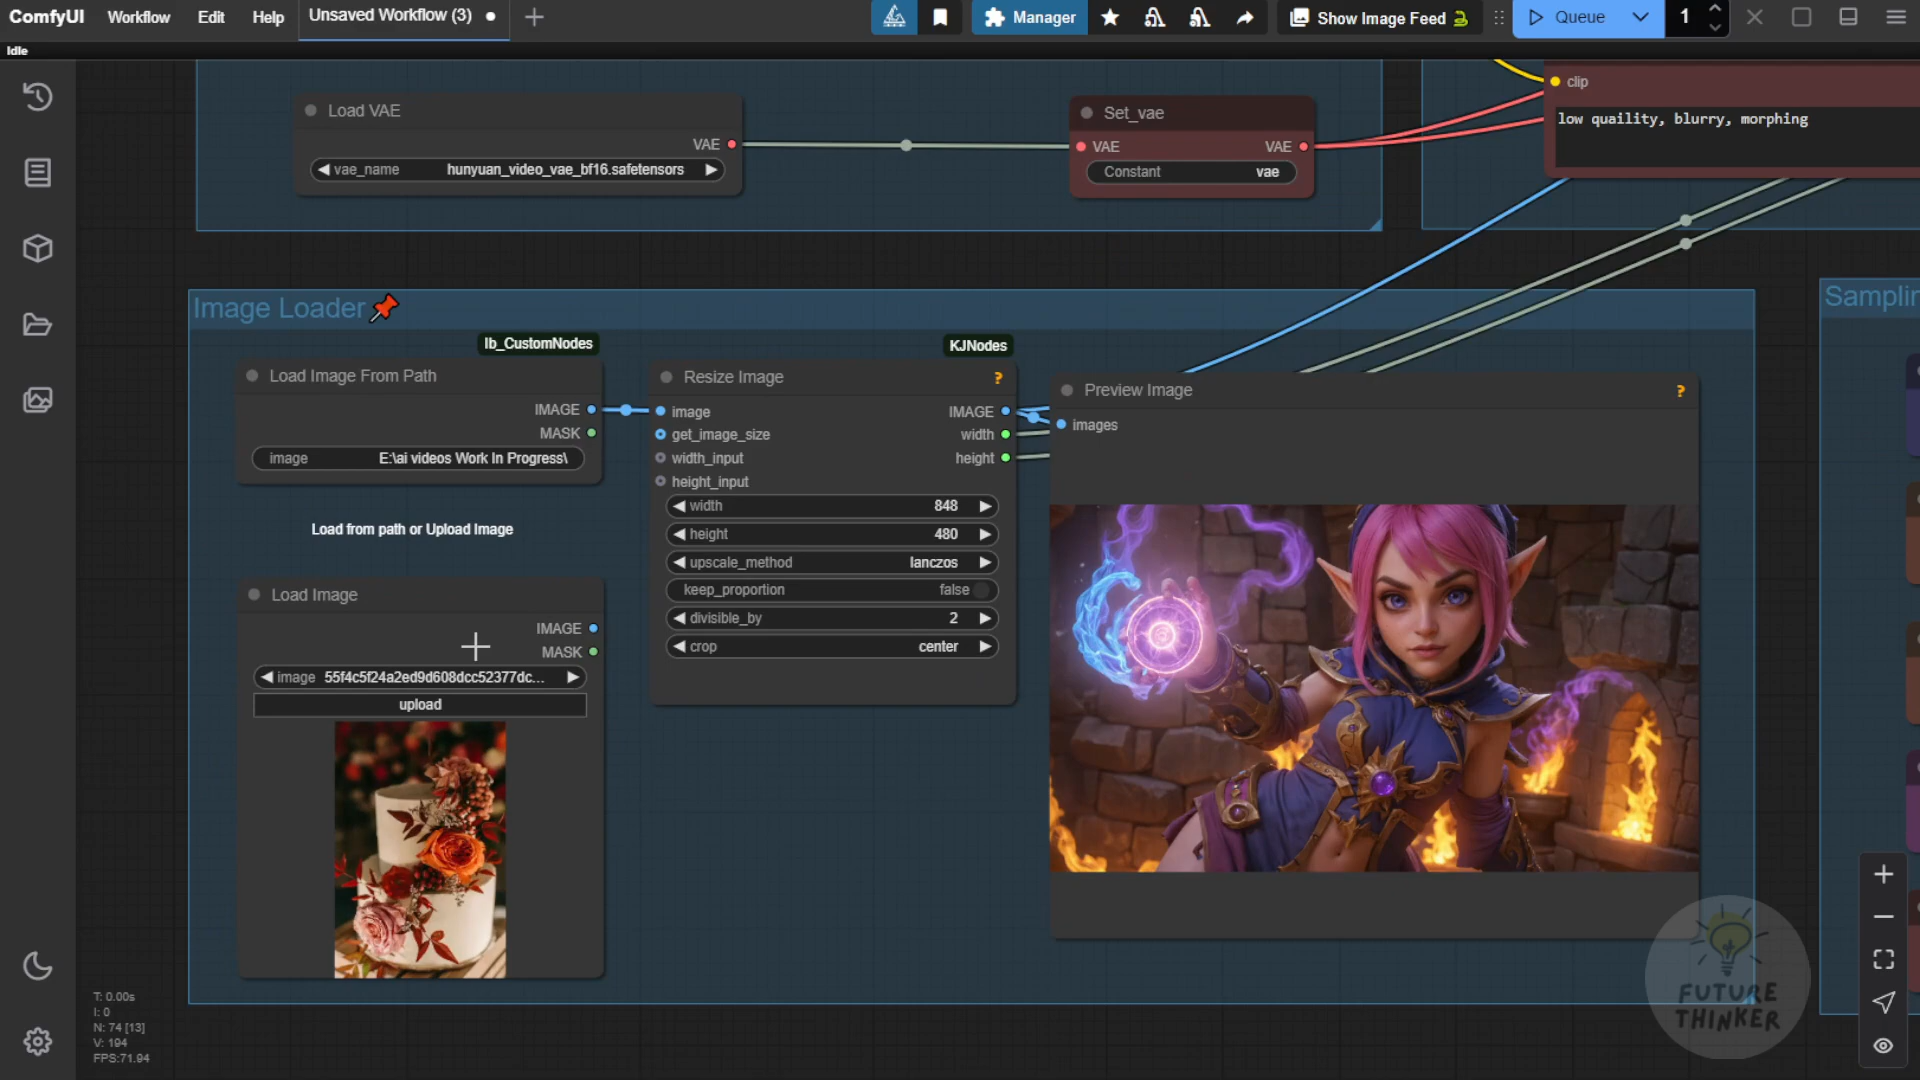 ComfyUI
Workflow
Edit
Help
Unsaved Workflow (3)
Manager
Show Image Feed
Queue
1
Idle
Load VAE
VAE
vae_name hunyuan_video_vae_bf16.safetensors
Set_vae
VAE VAE
Constant vae
clip
low quaility, blurry, morphing
Image Loader
Samplin
lb_CustomNodes
Load Image From Path
IMAGE
MASK
image E:\ai videos Work In Progress\
Load from path or Upload Image
Load Image
IMAGE
MASK
image 55f4c5f24a2ed9d608dcc52377dc...
upload
KJNodes
Resize Image ?
image IMAGE
get_image_size width
width_input height
height_input
width 848
height 480
upscale_method lanczos
keep_proportion false
divisible_by 2
crop center
Preview Image ?
images
T: 0.00s
I: 0
N: 74 [13]
V: 194
FPS:71.94
FUTURE
THINKER